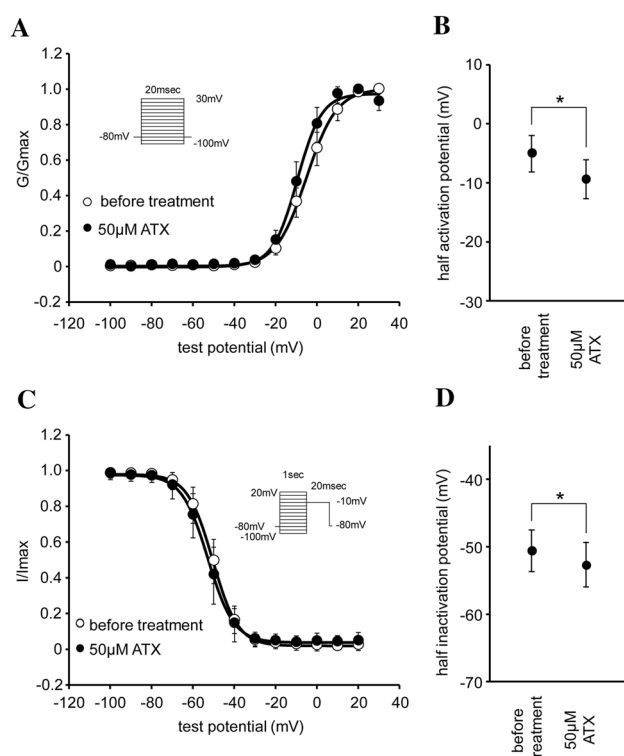 A
1.2
1.0
0.8
0.6
0.4
0.2
0
-0.2
G/Gmax
20msec
30mV
-80mV
-100mV
before treatment
50μM ATX
-120 -100 -80 -60 -40 -20 0 20 40
test potential (mV)
B
10
0
-10
-20
-30
half activation potential (mV)
*
before
treatment
50μM
ATX
C
1.2
1.0
0.8
0.6
0.4
0.2
0
-0.2
I/Imax
1sec
20mV
20msec
-10mV
-80mV
-80mV
-100mV
before treatment
50μM ATX
-120 -100 -80 -60 -40 -20 0 20 40
test potential (mV)
D
-35
-40
-50
-60
-70
half inactivation potential (mV)
*
before
treatment
50μM
ATX